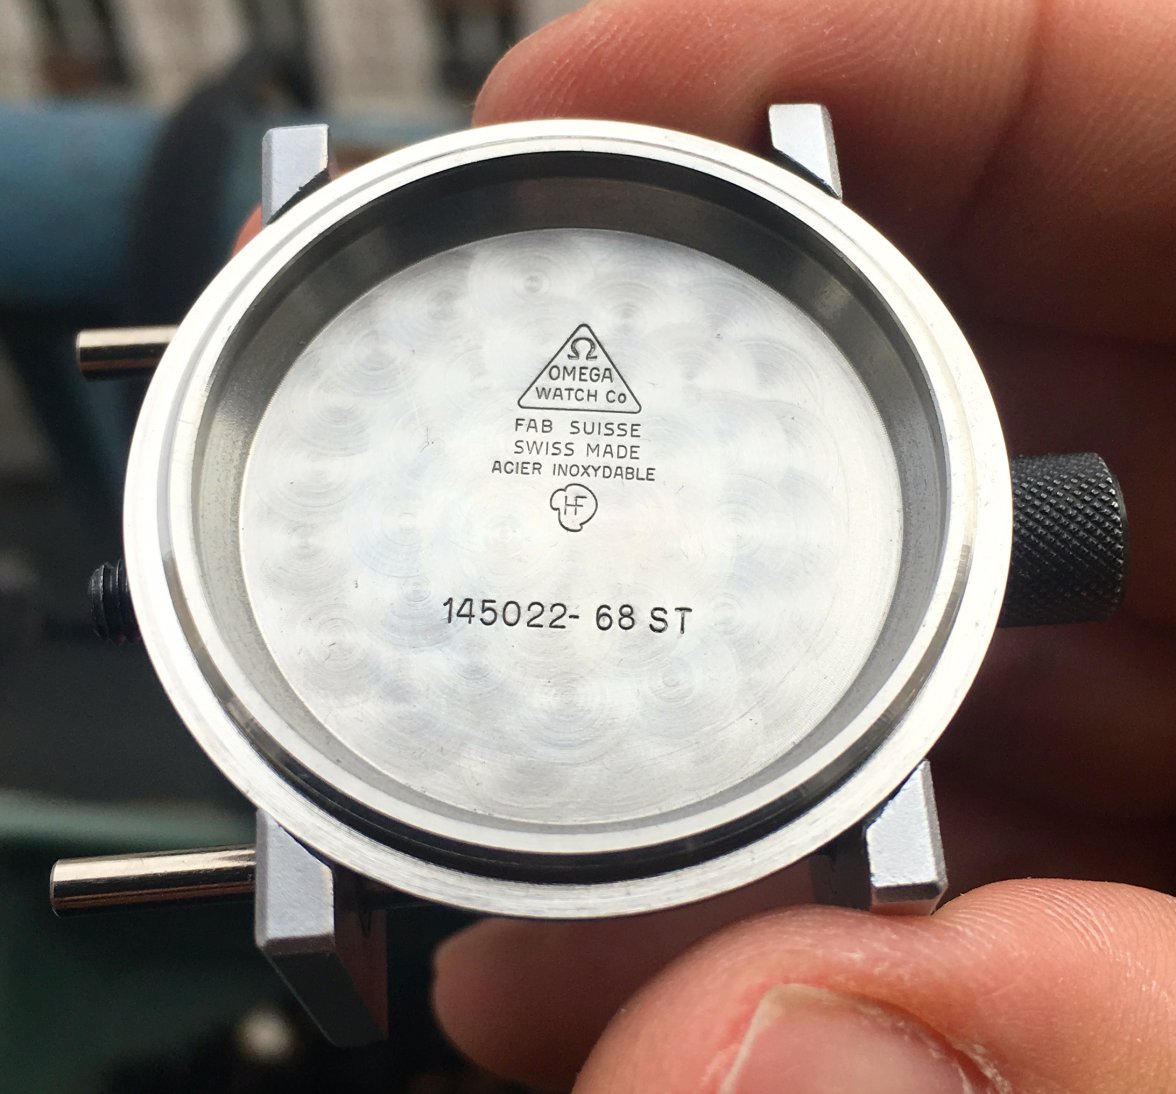 Ω
OMEGA
WATCH Co
FAB SUISSE
SWISS MADE
ACIER INOXYDABLE
HF
145022- 68 ST